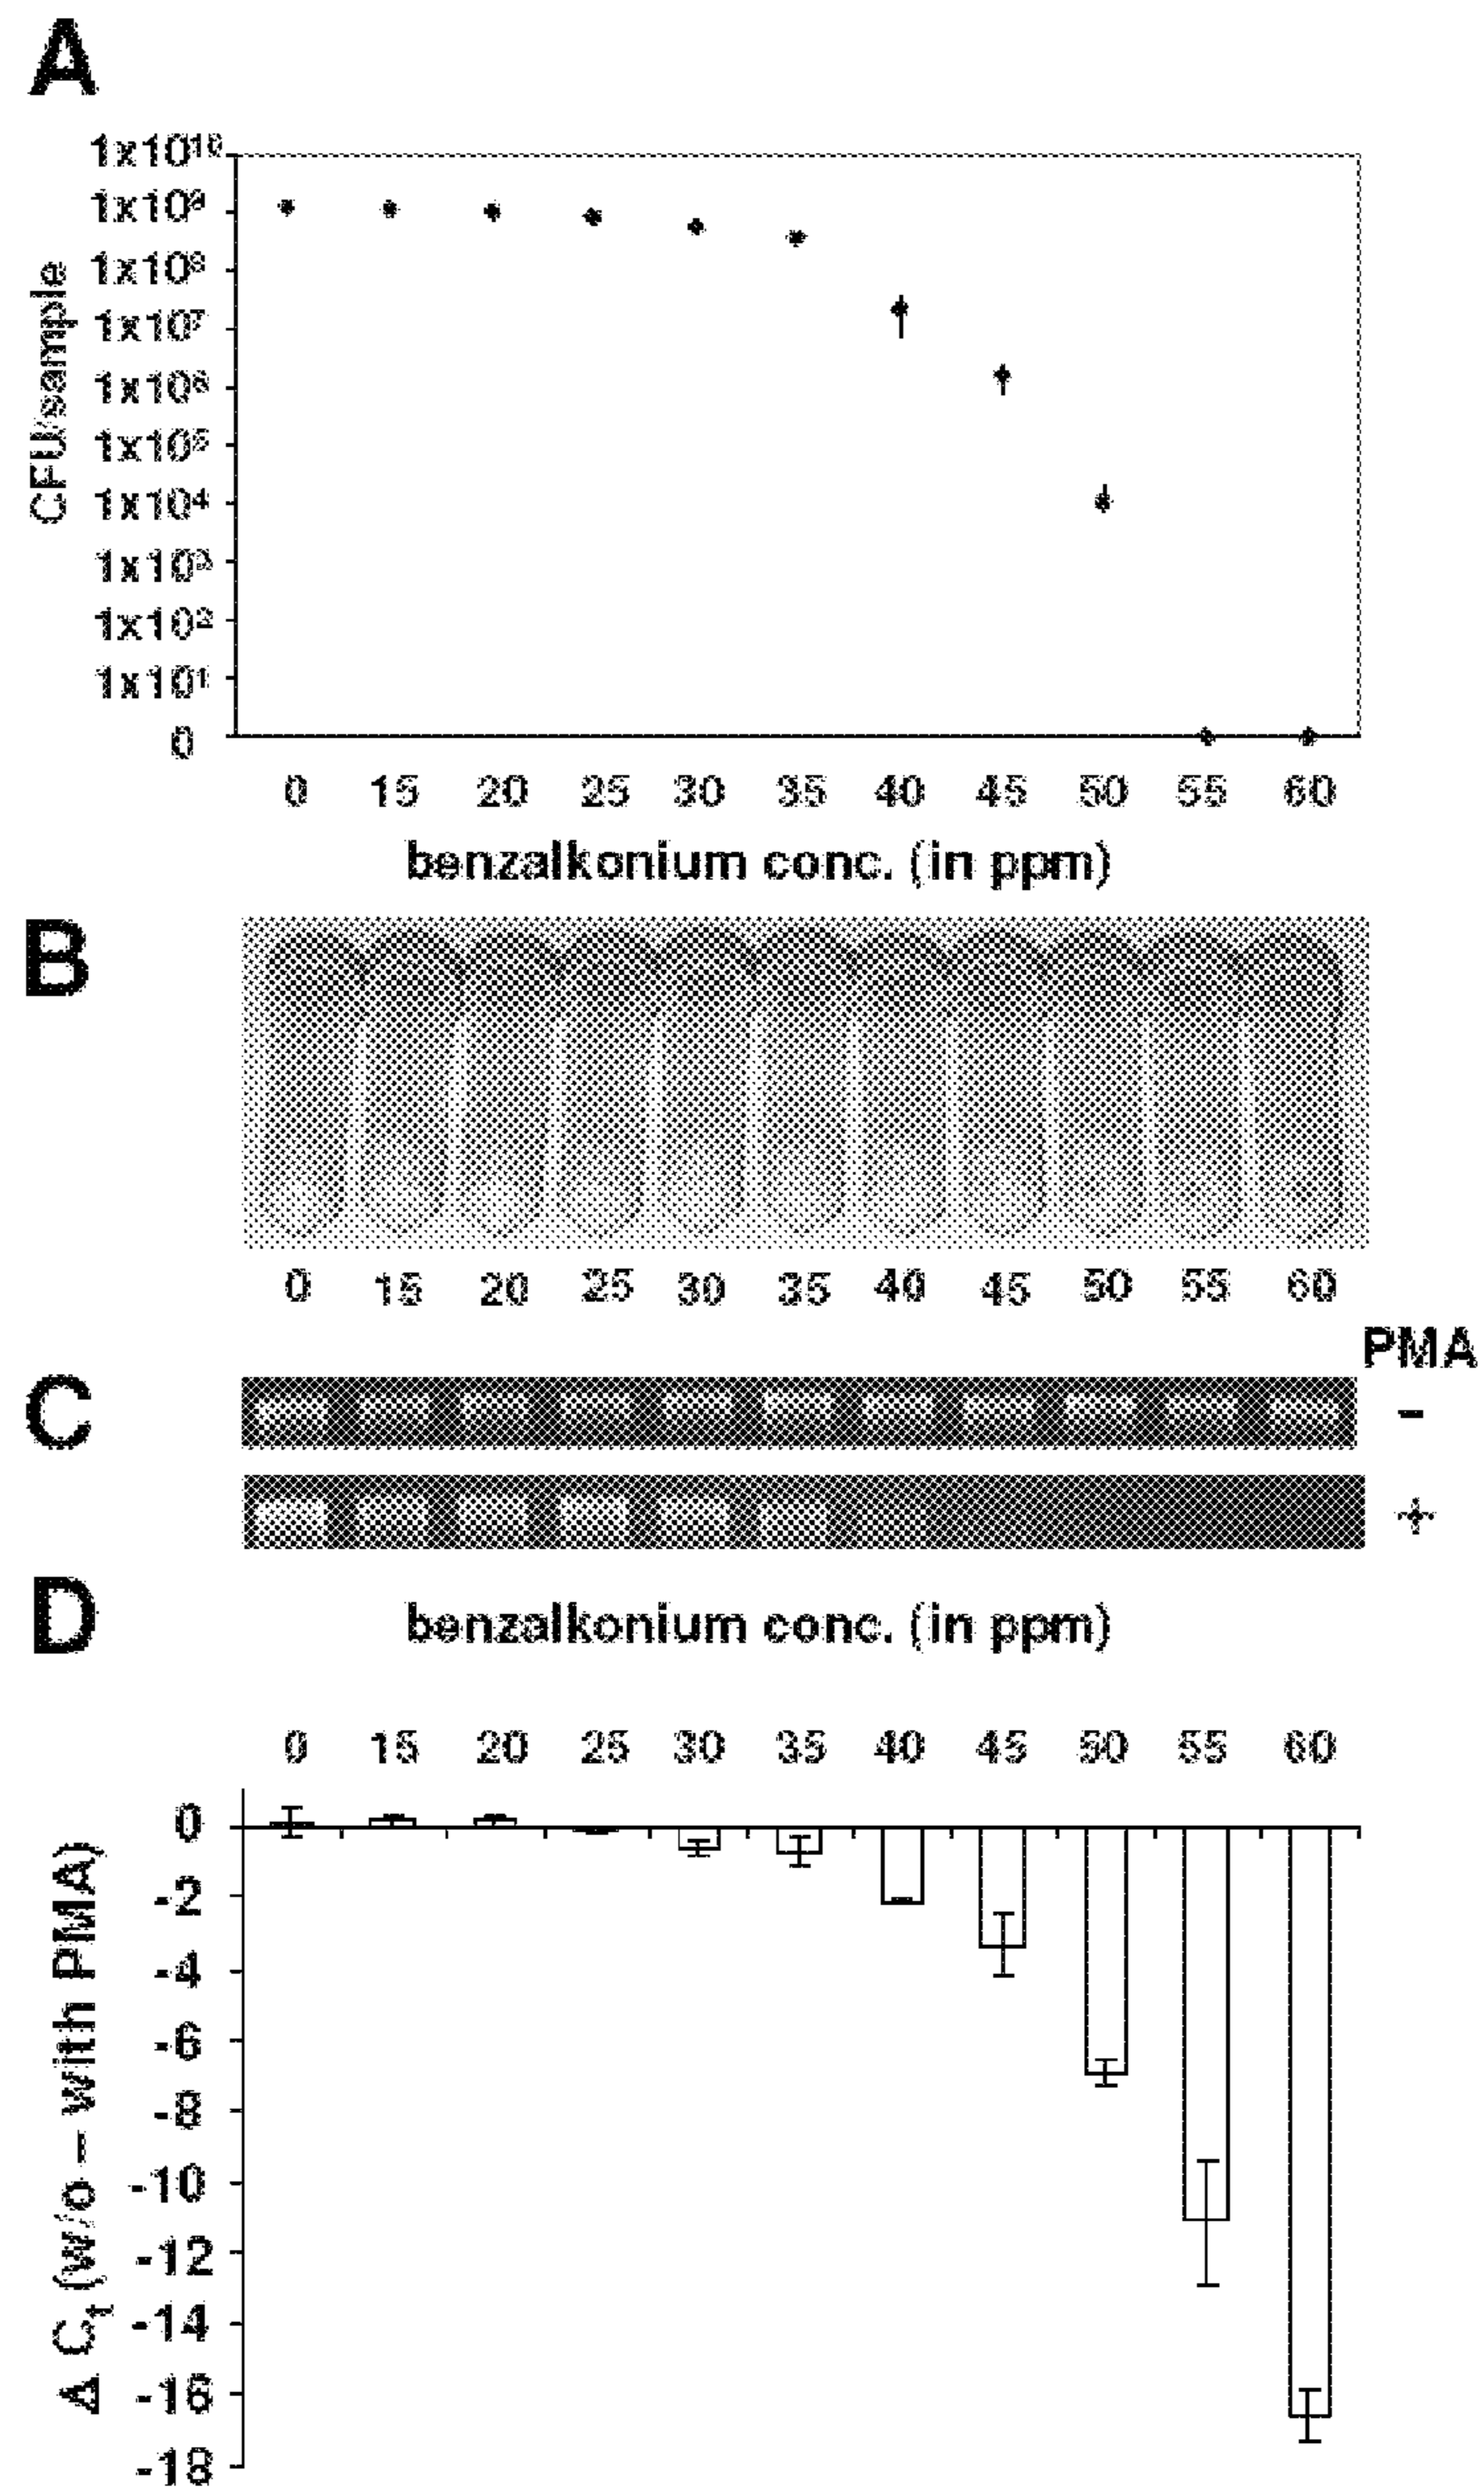 A
1x10¹⁰
1x10⁹
1x10⁸
1x10⁷
1x10⁶
1x10⁵
1x10⁴
1x10³
1x10²
1x10¹
0
CFU/sample
0 15 20 25 30 35 40 45 50 55 60
benzalkonium conc. (in ppm)
B
0 15 20 25 30 35 40 45 50 55 60
PMA
C
-
+
D
benzalkonium conc. (in ppm)
0 15 20 25 30 35 40 45 50 55 60
0
-2
-4
-6
-8
-10
-12
-14
-16
-18
Δ Cₜ (w/o – with PMA)